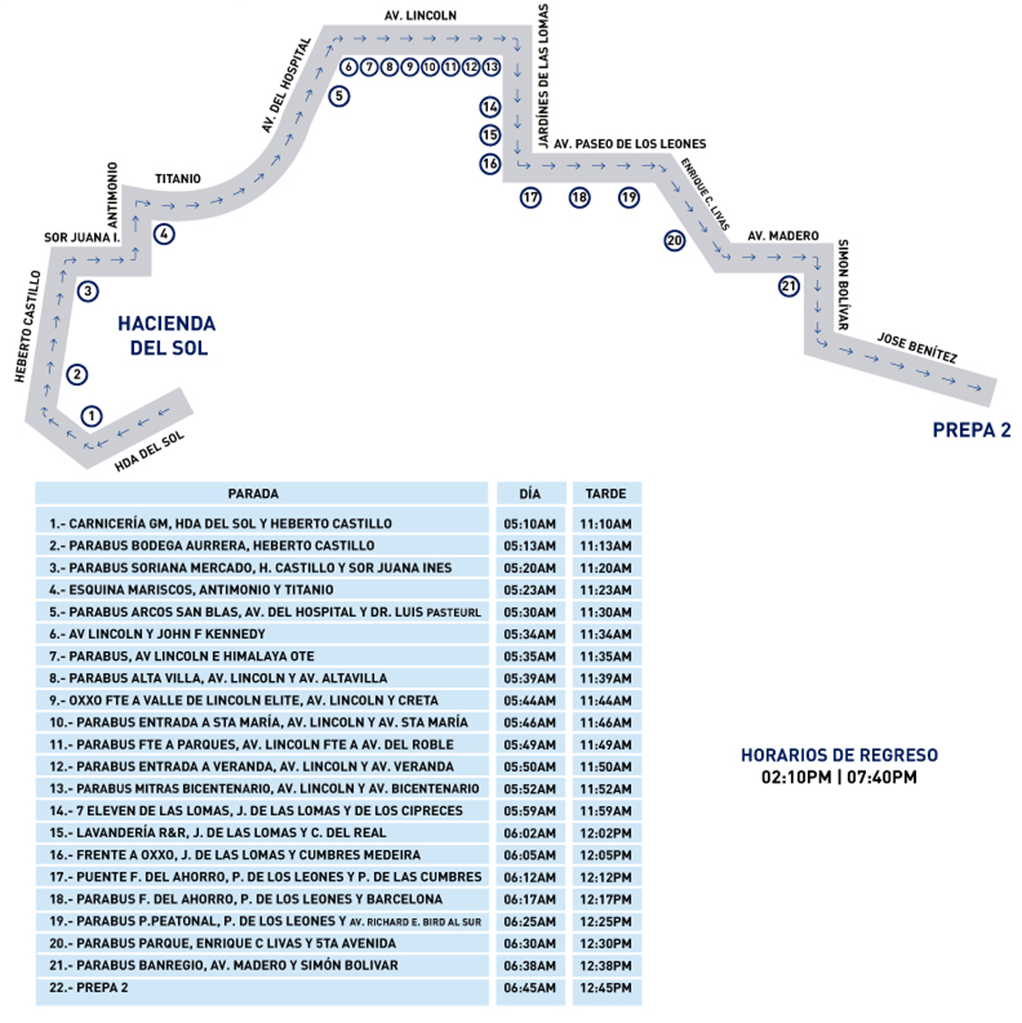 AV. LINCOLN
JARDÍNES DE LAS LOMAS
AV. DEL HOSPITAL
6 7 8 9 10 11 12 13
5
14
15
16
AV. PASEO DE LOS LEONES
ENRIQUE C. LIVAS
17 18 19
ANTIMONIO
TITANIO
4
SOR JUANA I.
3
20
AV. MADERO
21
SIMON BOLÍVAR
HEBERTO CASTILLO
HACIENDA
DEL SOL
2
1
HDA DEL SOL
JOSE BENÍTEZ
PREPA 2
PARADA DÍA TARDE
1.- CARNICERÍA GM, HDA DEL SOL Y HEBERTO CASTILLO 05:10AM 11:10AM
2.- PARABUS BODEGA AURRERA, HEBERTO CASTILLO 05:13AM 11:13AM
3.- PARABUS SORIANA MERCADO, H. CASTILLO Y SOR JUANA INES 05:20AM 11:20AM
4.- ESQUINA MARISCOS, ANTIMONIO Y TITANIO 05:23AM 11:23AM
5.- PARABUS ARCOS SAN BLAS, AV. DEL HOSPITAL Y DR. LUIS PASTEURL 05:30AM 11:30AM
6.- AV LINCOLN Y JOHN F KENNEDY 05:34AM 11:34AM
7.- PARABUS, AV LINCOLN E HIMALAYA OTE 05:35AM 11:35AM
8.- PARABUS ALTA VILLA, AV. LINCOLN Y AV. ALTAVILLA 05:39AM 11:39AM
9.- OXXO FTE A VALLE DE LINCOLN ELITE, AV. LINCOLN Y CRETA 05:44AM 11:44AM
10.- PARABUS ENTRADA A STA MARÍA, AV. LINCOLN Y AV. STA MARÍA 05:46AM 11:46AM
11.- PARABUS FTE A PARQUES, AV. LINCOLN FTE A AV. DEL ROBLE 05:49AM 11:49AM
12.- PARABUS ENTRADA A VERANDA, AV. LINCOLN Y AV. VERANDA 05:50AM 11:50AM
13.- PARABUS MITRAS BICENTENARIO, AV. LINCOLN Y AV. BICENTENARIO 05:52AM 11:52AM
14.- 7 ELEVEN DE LAS LOMAS, J. DE LAS LOMAS Y DE LOS CIPRECES 05:59AM 11:59AM
15.- LAVANDERÍA R&R, J. DE LAS LOMAS Y C. DEL REAL 06:02AM 12:02PM
16.- FRENTE A OXXO, J. DE LAS LOMAS Y CUMBRES MEDEIRA 06:05AM 12:05PM
17.- PUENTE F. DEL AHORRO, P. DE LOS LEONES Y P. DE LAS CUMBRES 06:12AM 12:12PM
18.- PARABUS F. DEL AHORRO, P. DE LOS LEONES Y BARCELONA 06:17AM 12:17PM
19.- PARABUS P.PEATONAL, P. DE LOS LEONES Y AV. RICHARD E. BIRD AL SUR 06:25AM 12:25PM
20.- PARABUS PARQUE, ENRIQUE C LIVAS Y 5TA AVENIDA 06:30AM 12:30PM
21.- PARABUS BANREGIO, AV. MADERO Y SIMÓN BOLIVAR 06:38AM 12:38PM
22.- PREPA 2 06:45AM 12:45PM
HORARIOS DE REGRESO
02:10PM | 07:40PM